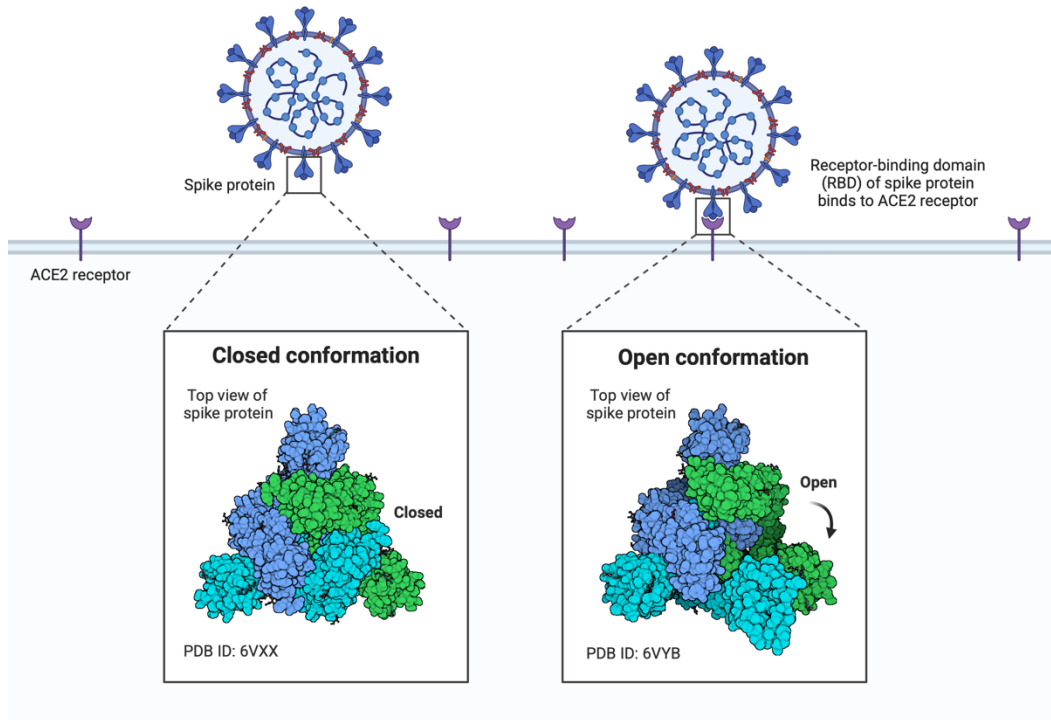 Spike protein
Receptor-binding domain
(RBD) of spike protein
binds to ACE2 receptor
ACE2 receptor
Closed conformation
Top view of
spike protein
Closed
PDB ID: 6VXX
Open conformation
Top view of
spike protein
Open
PDB ID: 6VYB